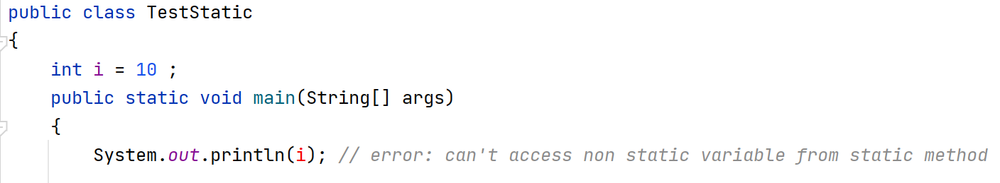 public class TestStatic
{
int i = 10 ;
public static void main(String[] args)
{
System.out.println(i); // error: can't access non static variable from static method